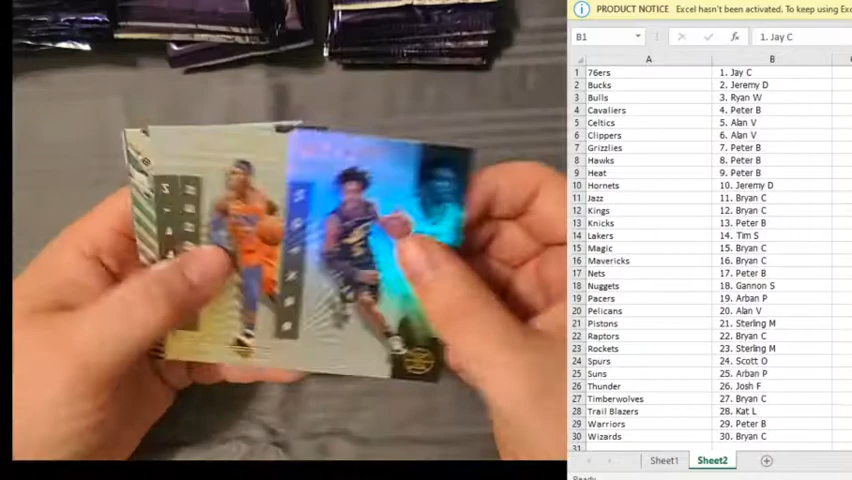 PRODUCT NOTICE Excel hasn't been activated. To keep using Exce
B1 fx 1. Jay C
A B
1 76ers 1. Jay C
2 Bucks 2. Jeremy D
3 Bulls 3. Ryan W
4 Cavaliers 4. Peter B
5 Celtics 5. Alan V
6 Clippers 6. Alan V
7 Grizzlies 7. Peter B
8 Hawks 8. Peter B
9 Heat 9. Peter B
10 Hornets 10. Jeremy D
11 Jazz 11. Bryan C
12 Kings 12. Bryan C
13 Knicks 13. Peter B
14 Lakers 14. Tim S
15 Magic 15. Bryan C
16 Mavericks 16. Bryan C
17 Nets 17. Peter B
18 Nuggets 18. Gannon S
19 Pacers 19. Arban P
20 Pelicans 20. Alan V
21 Pistons 21. Sterling M
22 Raptors 22. Bryan C
23 Rockets 23. Sterling M
24 Spurs 24. Scott O
25 Suns 25. Arban P
26 Thunder 26. Josh F
27 Timberwolves 27. Bryan C
28 Trail Blazers 28. Kat L
29 Warriors 29. Peter B
30 Wizards 30. Bryan C
31
Sheet1 Sheet2
Ready